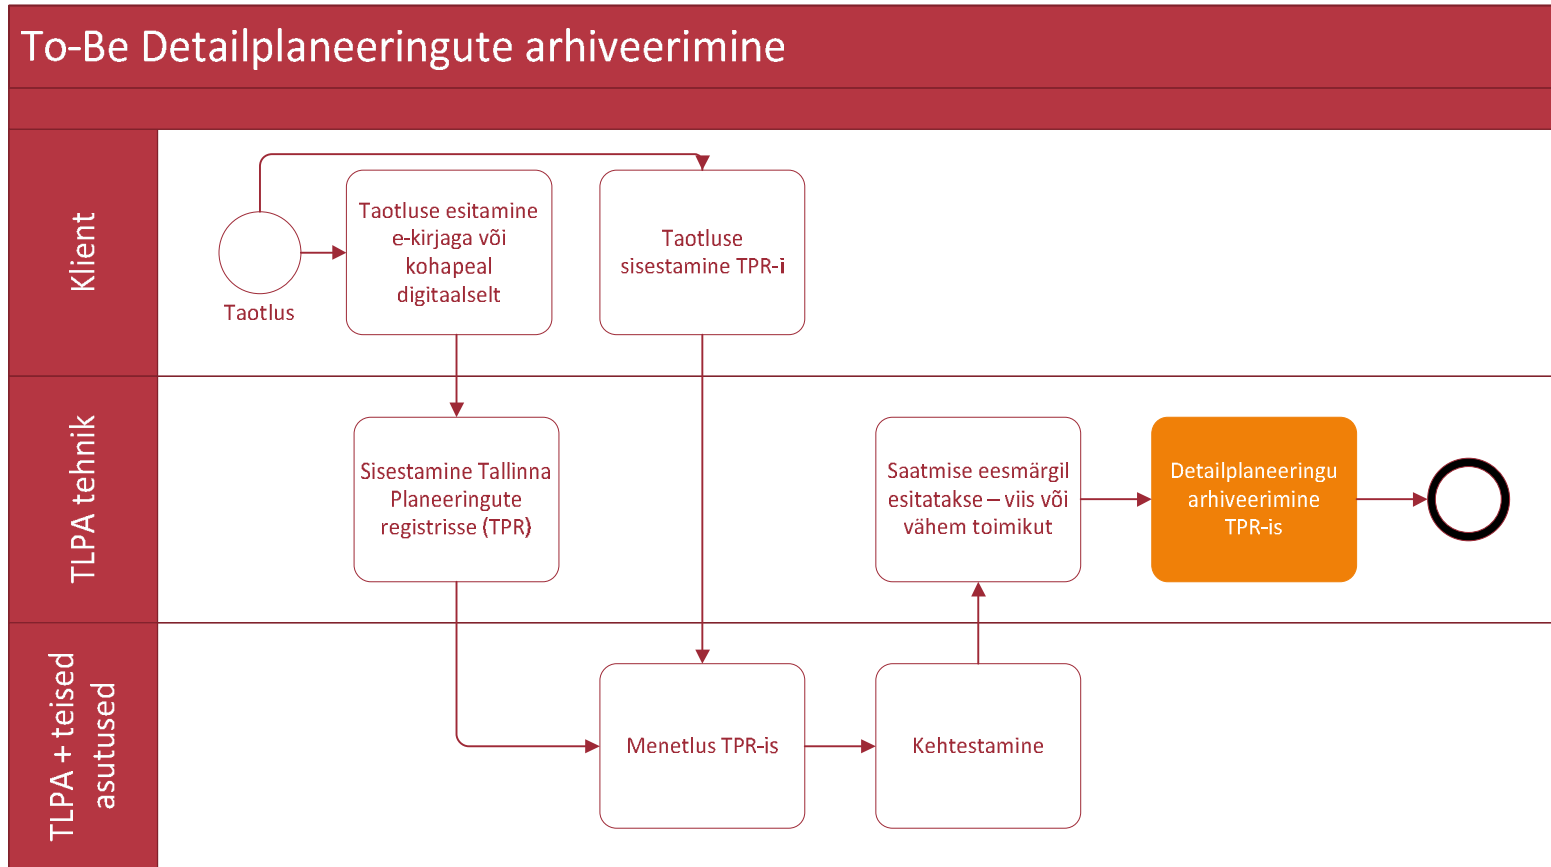 To-Be Detailplaneeringute arhiveerimine
Klient
Taotlus
Taotluse esitamine
e-kirjaga või
kohapeal
digitaalselt
Taotluse
sisestamine TPR-i
TLPA tehnik
Sisestamine Tallinna
Planeeringute
registrisse (TPR)
Saatmise eesmärgil
esitatakse – viis või
vähem toimikut
Detailplaneeringu
arhiveerimine
TPR-is
TLPA + teised
asutused
Menetlus TPR-is
Kehtestamine